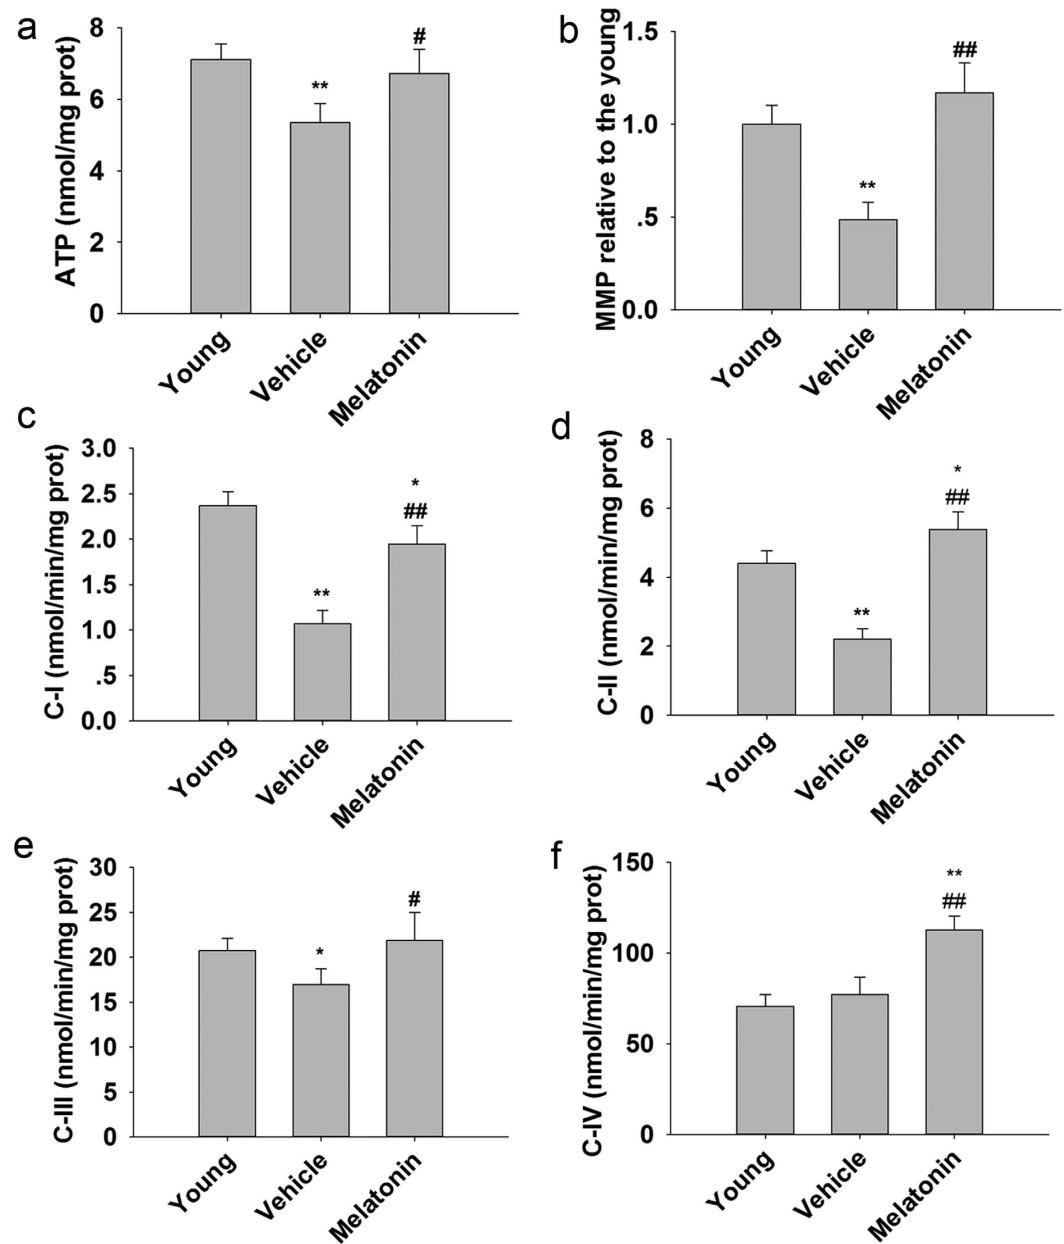 a
ATP (nmol/mg prot)
8
6
4
2
0
**
#
Young
Vehicle
Melatonin
b
MMP relative to the young
1.5
1.0
.5
0.0
**
##
Young
Vehicle
Melatonin
c
C-I (nmol/min/mg prot)
3.0
2.5
2.0
1.5
1.0
.5
0.0
**
*
##
Young
Vehicle
Melatonin
d
C-II (nmol/min/mg prot)
8
6
4
2
0
**
*
##
Young
Vehicle
Melatonin
e
C-III (nmol/min/mg prot)
30
25
20
15
10
5
0
*
#
Young
Vehicle
Melatonin
f
C-IV (nmol/min/mg prot)
150
100
50
0
**
##
Young
Vehicle
Melatonin